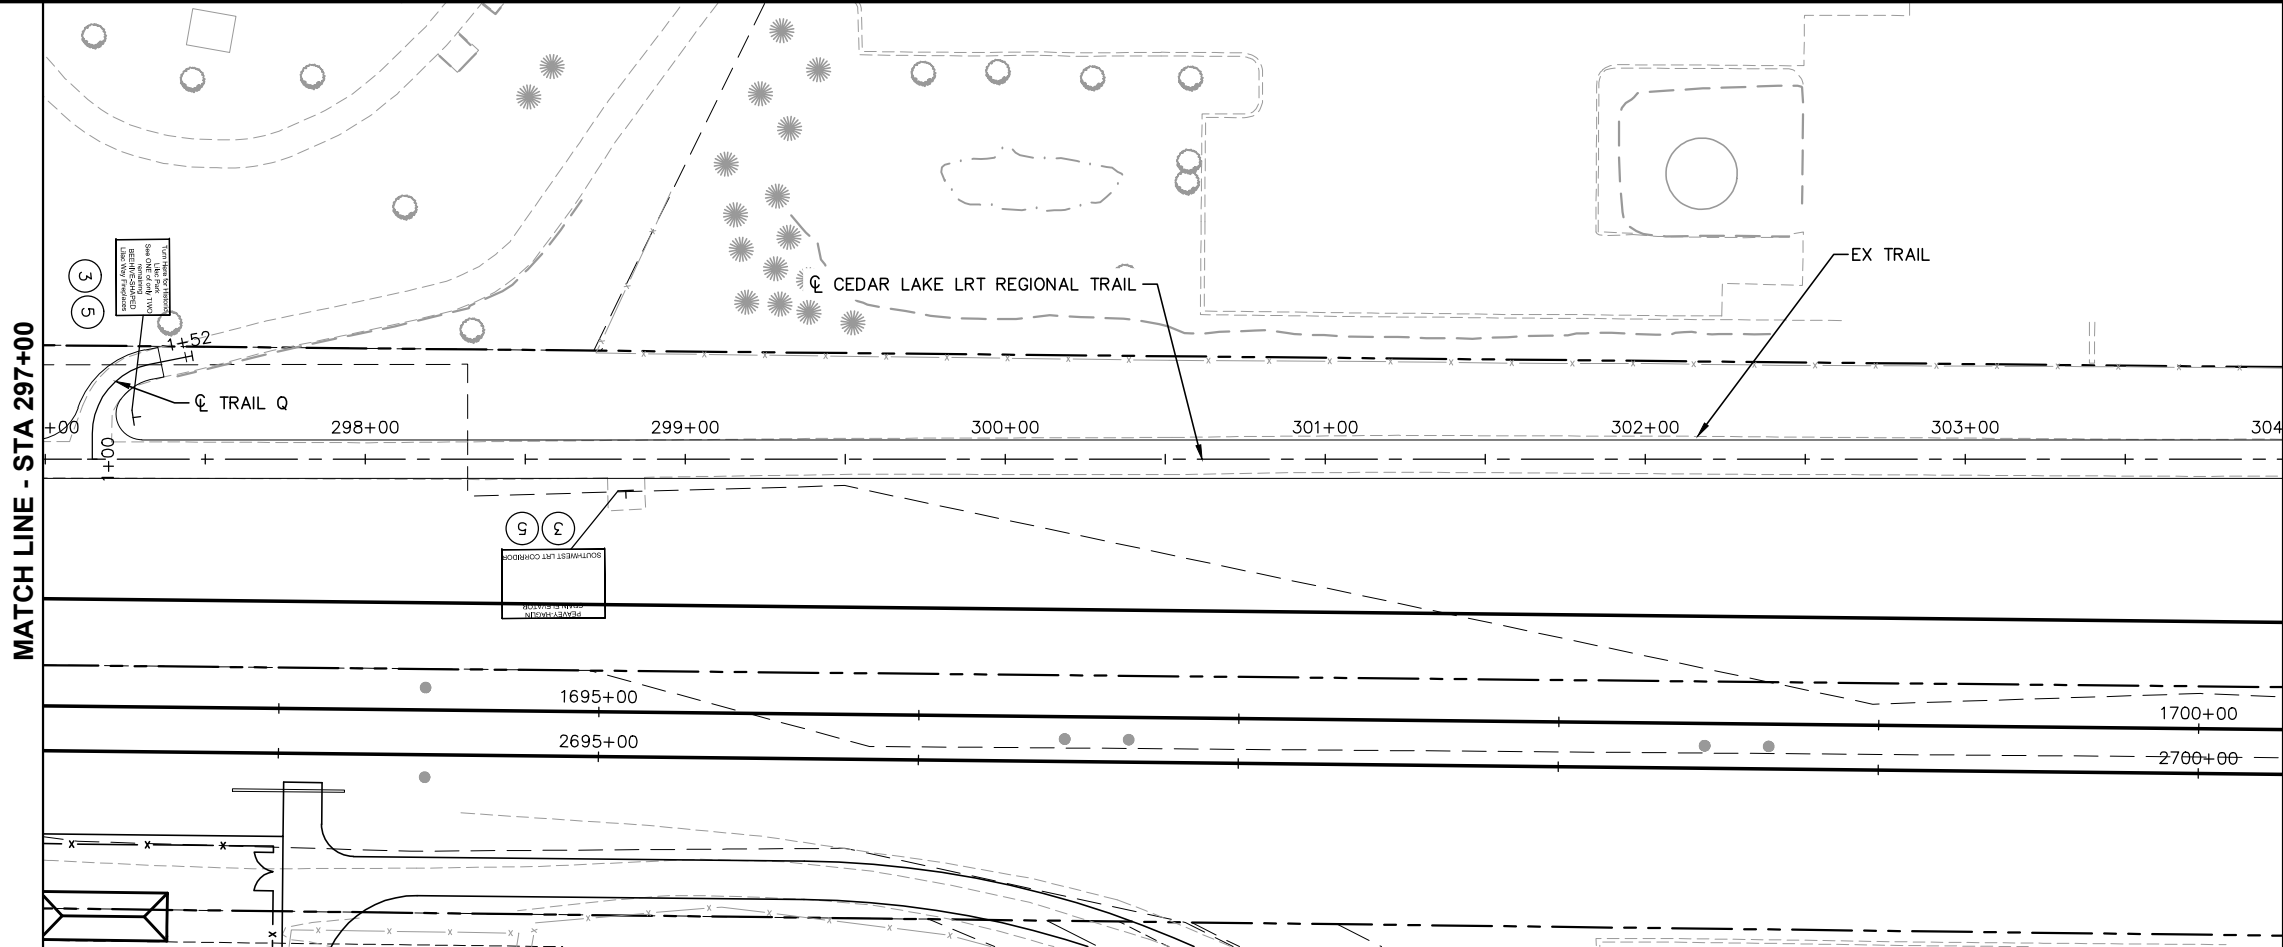 MATCH LINE - STA 297+00
Turn Here for Historic
Lilac Park
See ONE of only TWO
remaining
BEEHIVE-SHAPED
Lilac Way Fireplaces
3
5
1+52
℄ TRAIL Q
1+00
℄ CEDAR LAKE LRT REGIONAL TRAIL
EX TRAIL
+00
298+00
299+00
300+00
301+00
302+00
303+00
304
5
3
SOUTHWEST LRT CORRIDOR
PEAVEY-HAGLIN
GRAIN ELEVATOR
1695+00
1700+00
2695+00
2700+00